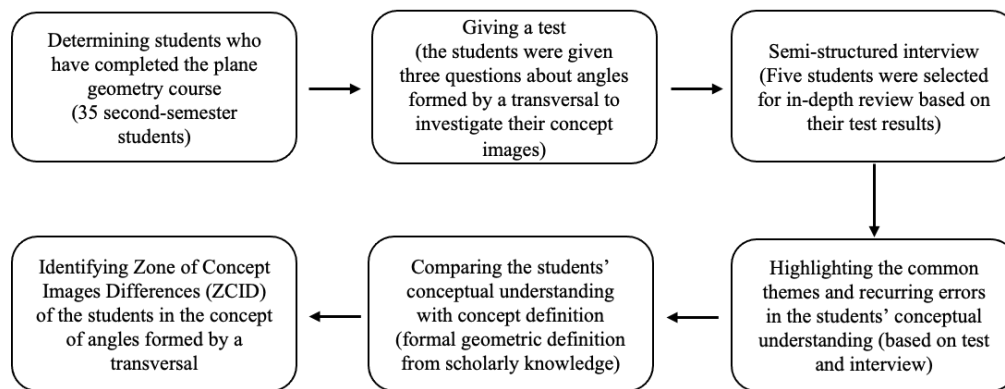 Determining students who
have completed the plane
geometry course
(35 second-semester
students)
Giving a test
(the students were given
three questions about angles
formed by a transversal to
investigate their concept
images)
Semi-structured interview
(Five students were selected
for in-depth review based on
their test results)
Highlighting the common
themes and recurring errors
in the students’ conceptual
understanding (based on test
and interview)
Comparing the students’
conceptual understanding
with concept definition
(formal geometric definition
from scholarly knowledge)
Identifying Zone of Concept
Images Differences (ZCID)
of the students in the concept
of angles formed by a
transversal